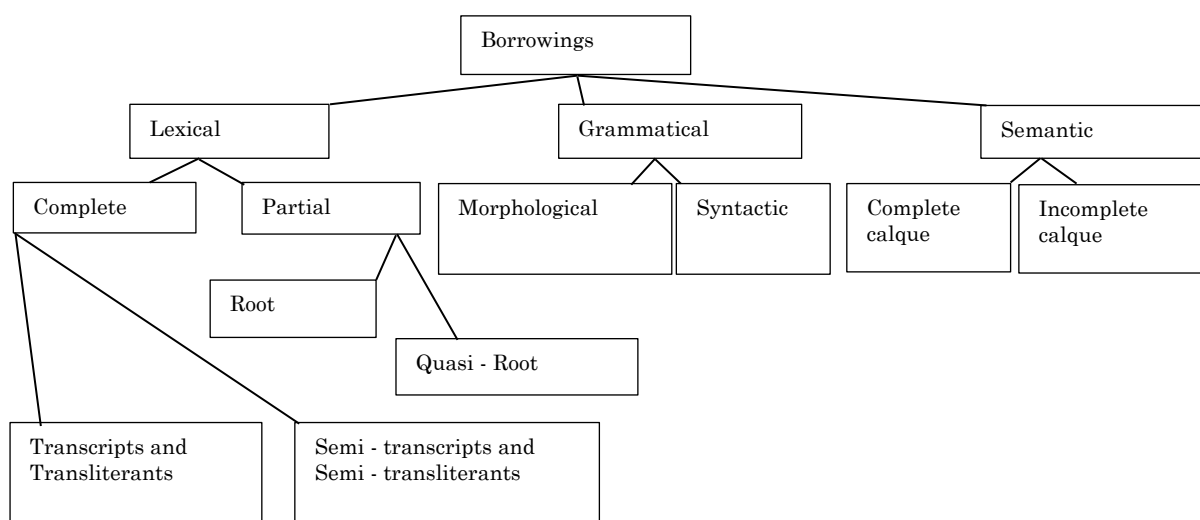 Borrowings
Lexical
Grammatical
Semantic
Complete
Partial
Morphological
Syntactic
Complete
calque
Incomplete
calque
Root
Quasi - Root
Transcripts and
Transliterants
Semi - transcripts and
Semi - transliterants